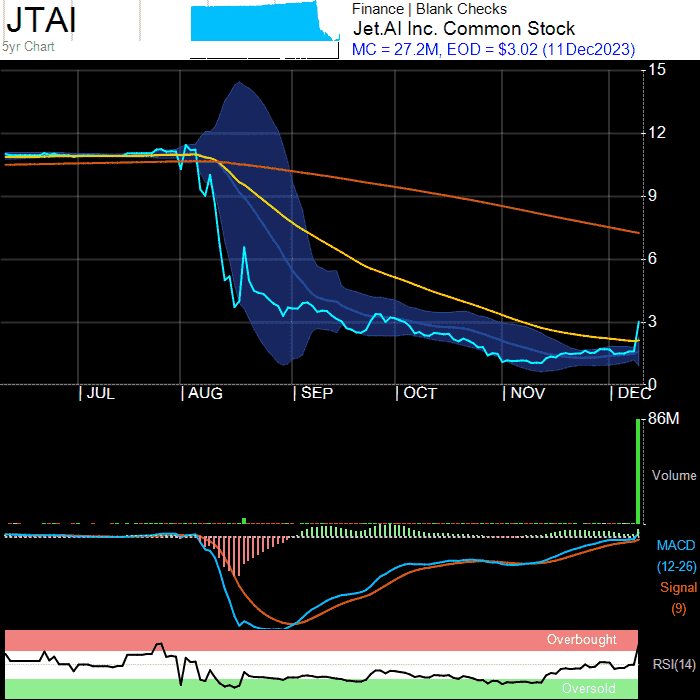 JTAI
5yr Chart
Finance | Blank Checks
Jet.AI Inc. Common Stock
MC = 27.2M, EOD = $3.02 (11Dec2023)
15
12
9
6
3
0
| JUL | AUG | SEP | OCT | NOV | DEC
86M
Volume
MACD
(12-26)
Signal
(9)
Overbought
RSI(14)
Oversold